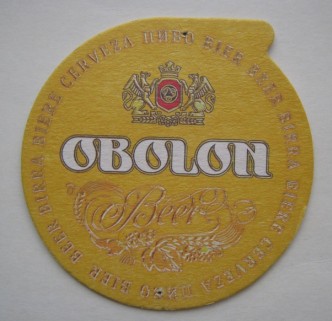 BEER BIRRA BIERE CERVEZA ПИВО BIER BEER BIRRA BIERE CERVEZA ПИВО BIER
OBOLON
Beer